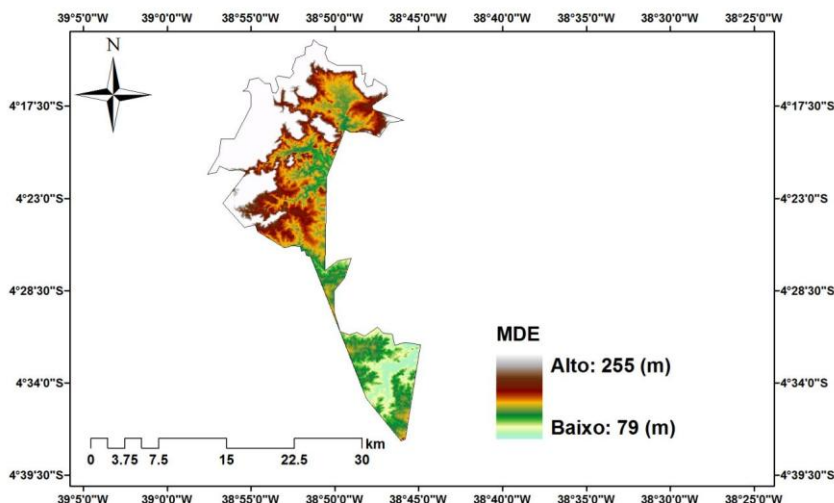 39°5'0"W 39°0'0"W 38°55'0"W 38°50'0"W 38°45'0"W 38°40'0"W 38°35'0"W 38°30'0"W 38°25'0"W
N
4°17'30"S 4°17'30"S
4°23'0"S 4°23'0"S
4°28'30"S 4°28'30"S
MDE
Alto: 255 (m)
4°34'0"S 4°34'0"S
Baixo: 79 (m)
km
0 3.75 7.5 15 22.5 30
4°39'30"S 4°39'30"S
39°5'0"W 39°0'0"W 38°55'0"W 38°50'0"W 38°45'0"W 38°40'0"W 38°35'0"W 38°30'0"W 38°25'0"W